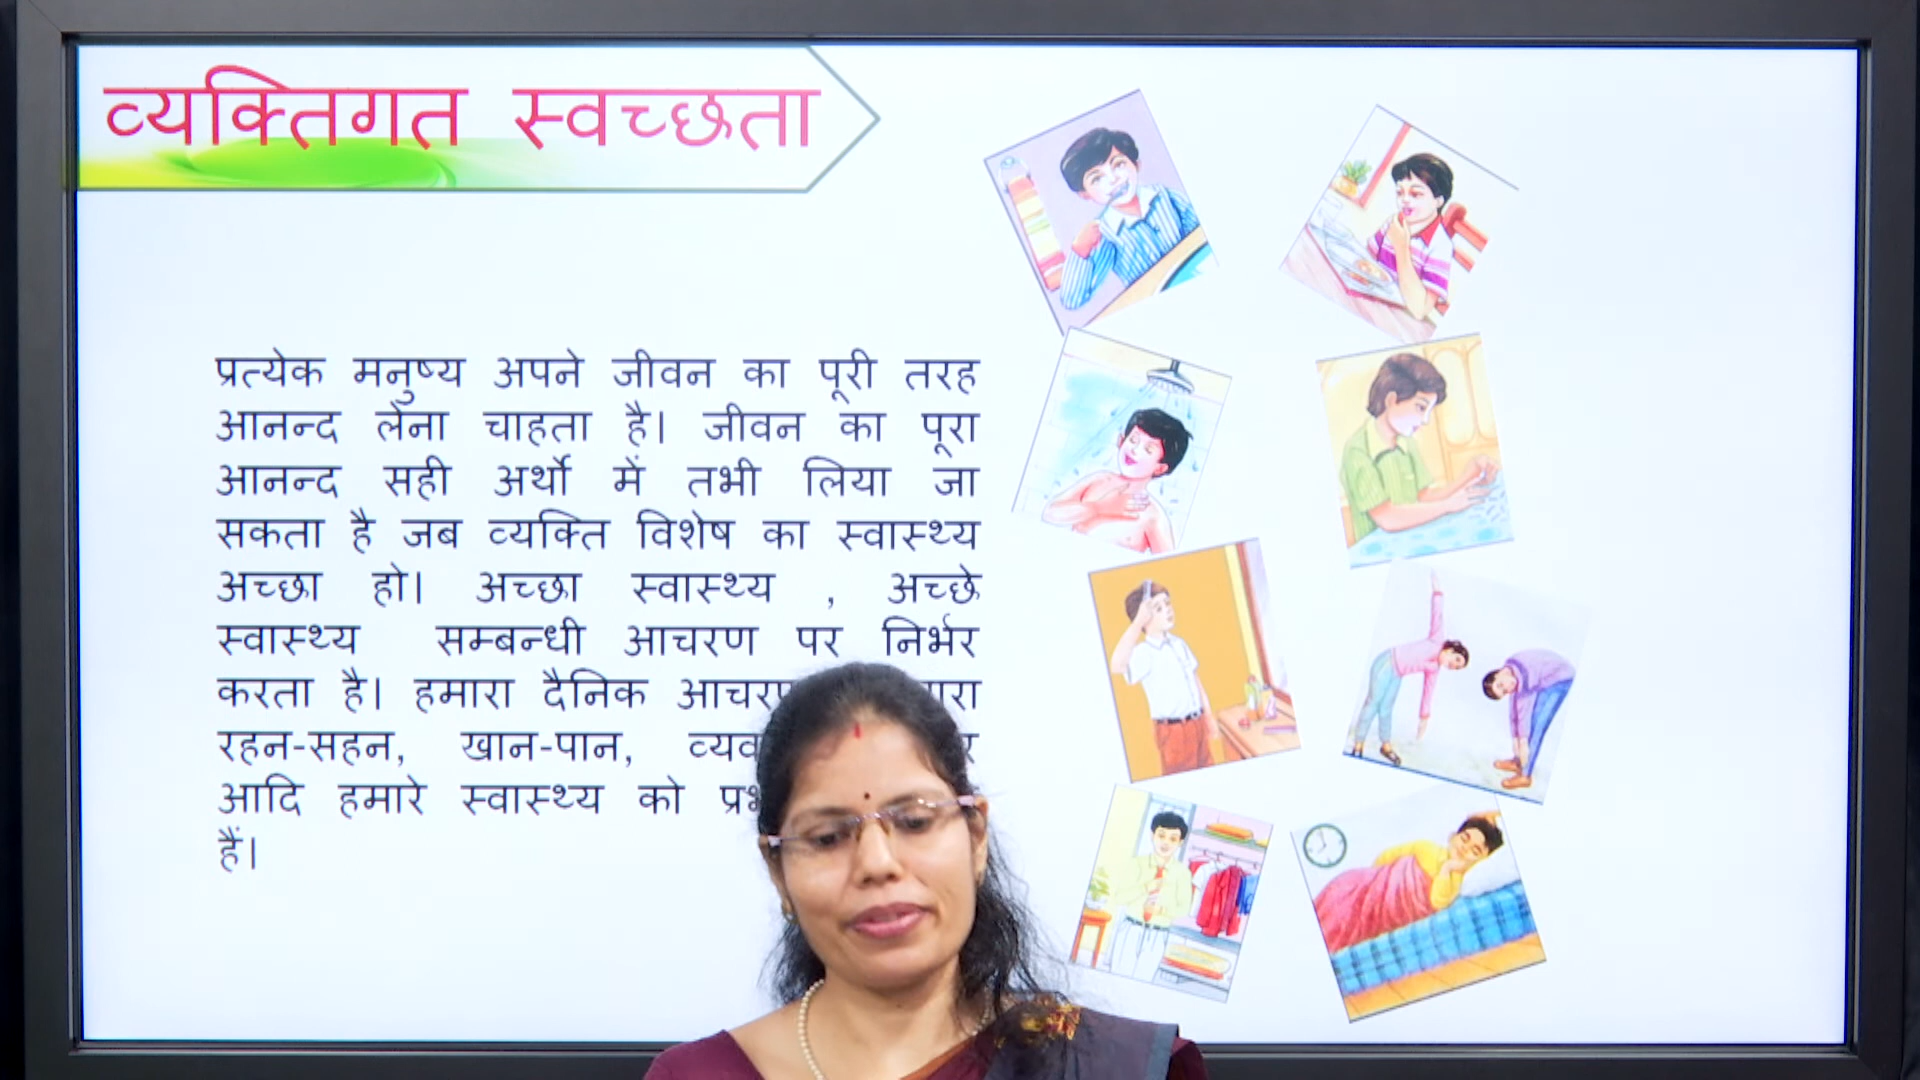 व्यक्तिगत स्वच्छता
प्रत्येक मनुष्य अपने जीवन का पूरी तरह
आनन्द लेना चाहता है। जीवन का पूरा
आनन्द सही अर्थो में तभी लिया जा
सकता है जब व्यक्ति विशेष का स्वास्थ्य
अच्छा हो। अच्छा स्वास्थ्य , अच्छे
स्वास्थ्य सम्बन्धी आचरण पर निर्भर
करता है। हमारा दैनिक
रहन-सहन, खान-पान,
आदि हमारे स्वास्थ्य को
हैं।